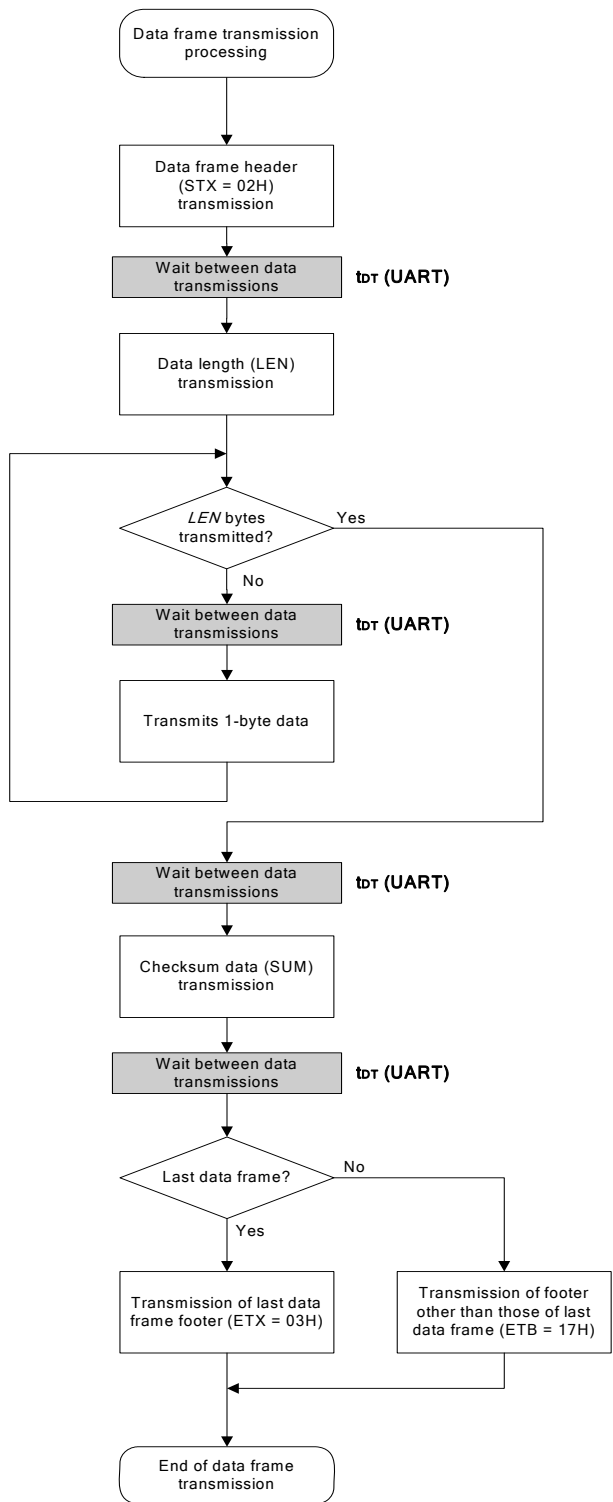 Data frame transmission
processing
Data frame header
(STX = 02H)
transmission
Wait between data
transmissions
tDT (UART)
Data length (LEN)
transmission
LEN bytes
transmitted?
Yes
No
Wait between data
transmissions
tDT (UART)
Transmits 1-byte data
Wait between data
transmissions
tDT (UART)
Checksum data (SUM)
transmission
Wait between data
transmissions
tDT (UART)
Last data frame?
No
Yes
Transmission of last data
frame footer (ETX = 03H)
Transmission of footer
other than those of last
data frame (ETB = 17H)
End of data frame
transmission